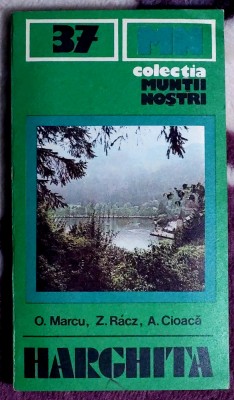 37 MN
colecția
MUNȚII
NOȘTRI
O. Marcu, Z. Rácz, A. Cioacă
HARGHITA